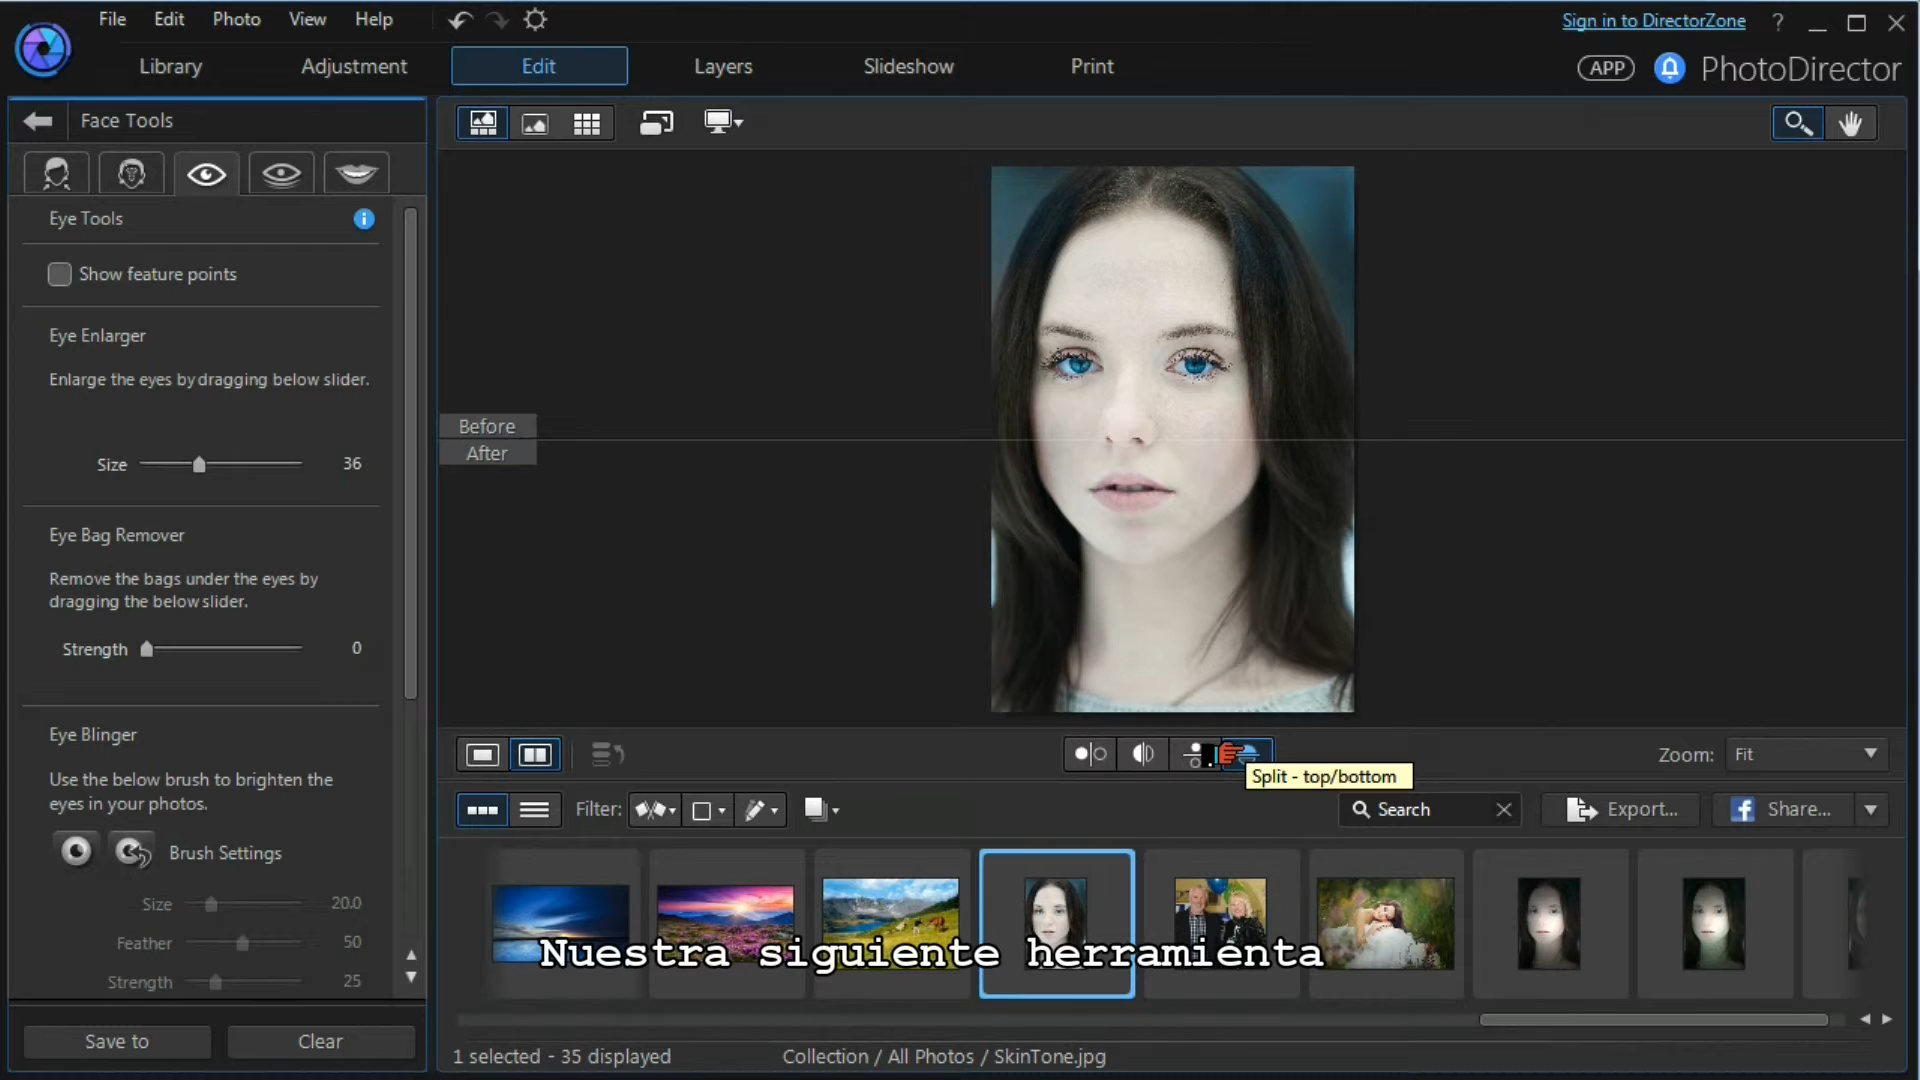 File Edit Photo View Help
Sign in to DirectorZone ?
Library Adjustment Edit Layers Slideshow Print
APP PhotoDirector
Face Tools
Eye Tools
Show feature points
Eye Enlarger
Enlarge the eyes by dragging below slider.
Size 36
Eye Bag Remover
Remove the bags under the eyes by
dragging the below slider.
Strength 0
Eye Blinger
Use the below brush to brighten the
eyes in your photos.
Brush Settings
Size 20.0
Feather 50
Strength 25
Save to Clear
Before
After
Zoom: Fit
Split - top/bottom
Filter: Search Export... Share...
Nuestra siguiente herramienta
1 selected - 35 displayed Collection / All Photos / SkinTone.jpg